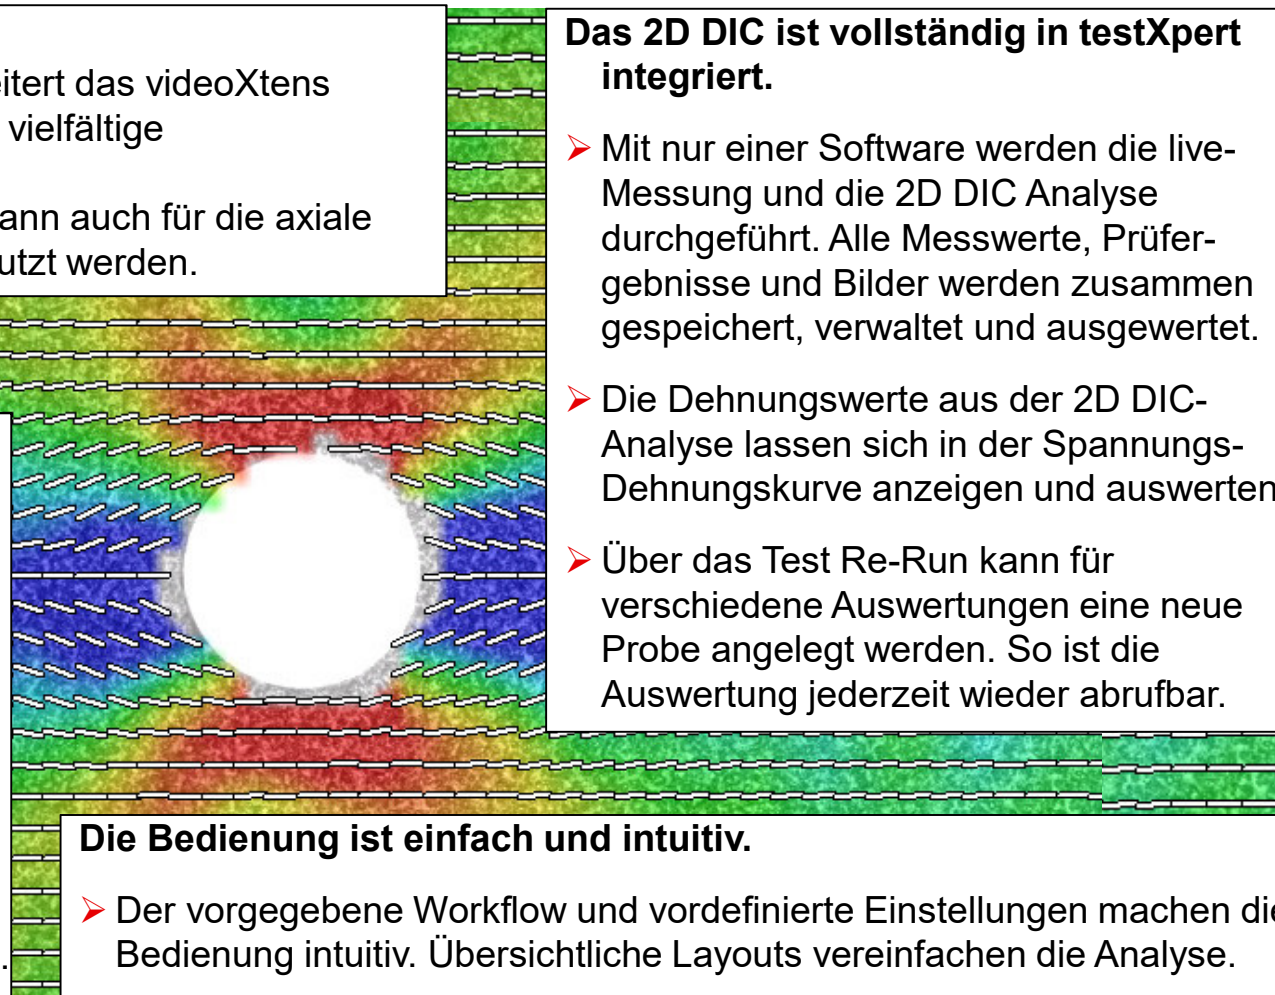 eitert das videoXtens
vielfältige
ann auch für die axiale
utzt werden.
Das 2D DIC ist vollständig in testXpert
integriert.
➢ Mit nur einer Software werden die live-
Messung und die 2D DIC Analyse
durchgeführt. Alle Messwerte, Prüfer-
gebnisse und Bilder werden zusammen
gespeichert, verwaltet und ausgewertet.
➢ Die Dehnungswerte aus der 2D DIC-
Analyse lassen sich in der Spannungs-
Dehnungskurve anzeigen und auswerten
➢ Über das Test Re-Run kann für
verschiedene Auswertungen eine neue
Probe angelegt werden. So ist die
Auswertung jederzeit wieder abrufbar.
.
Die Bedienung ist einfach und intuitiv.
➢ Der vorgegebene Workflow und vordefinierte Einstellungen machen die
Bedienung intuitiv. Übersichtliche Layouts vereinfachen die Analyse.